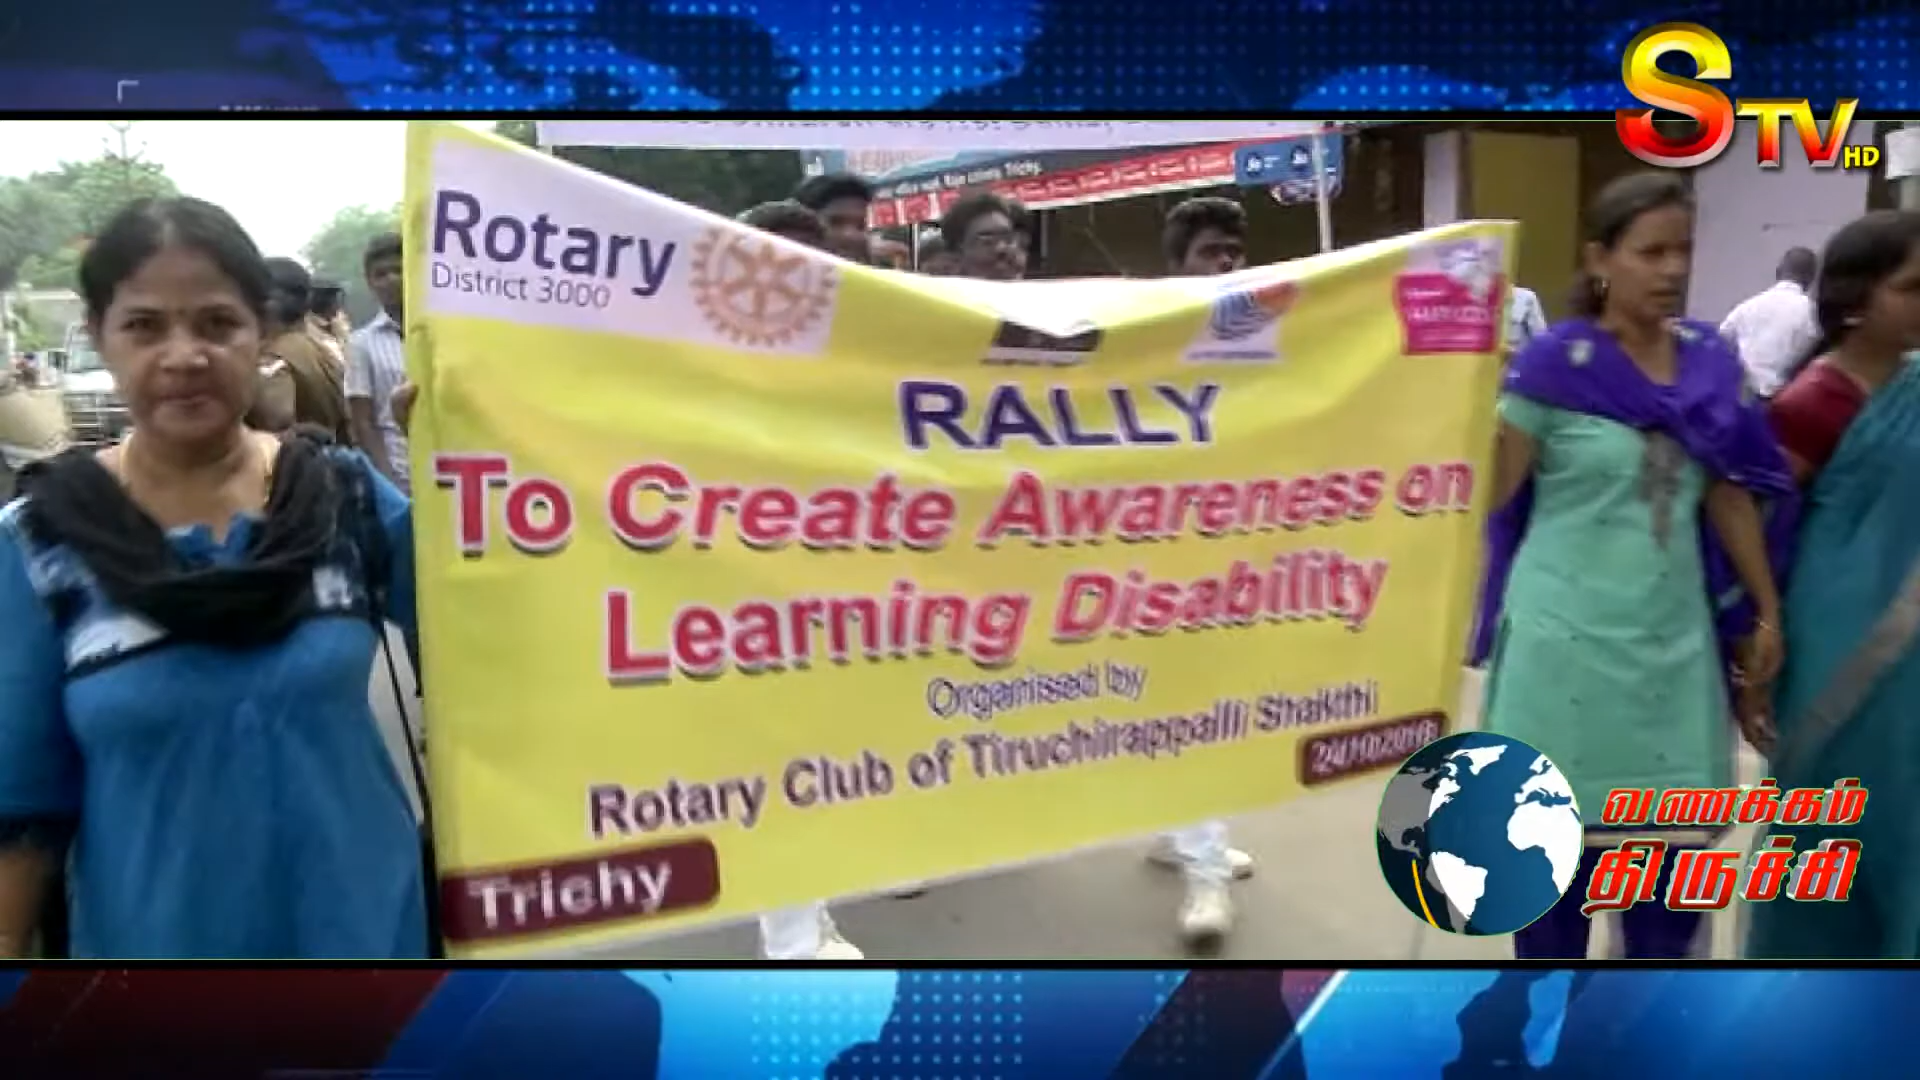 STV HD
Rotary
District 3000
RALLY
To Create Awareness on
Learning Disability
Organised by
Rotary Club of Tiruchirappalli Shakthi
Trichy
வணக்கம்
திருச்சி